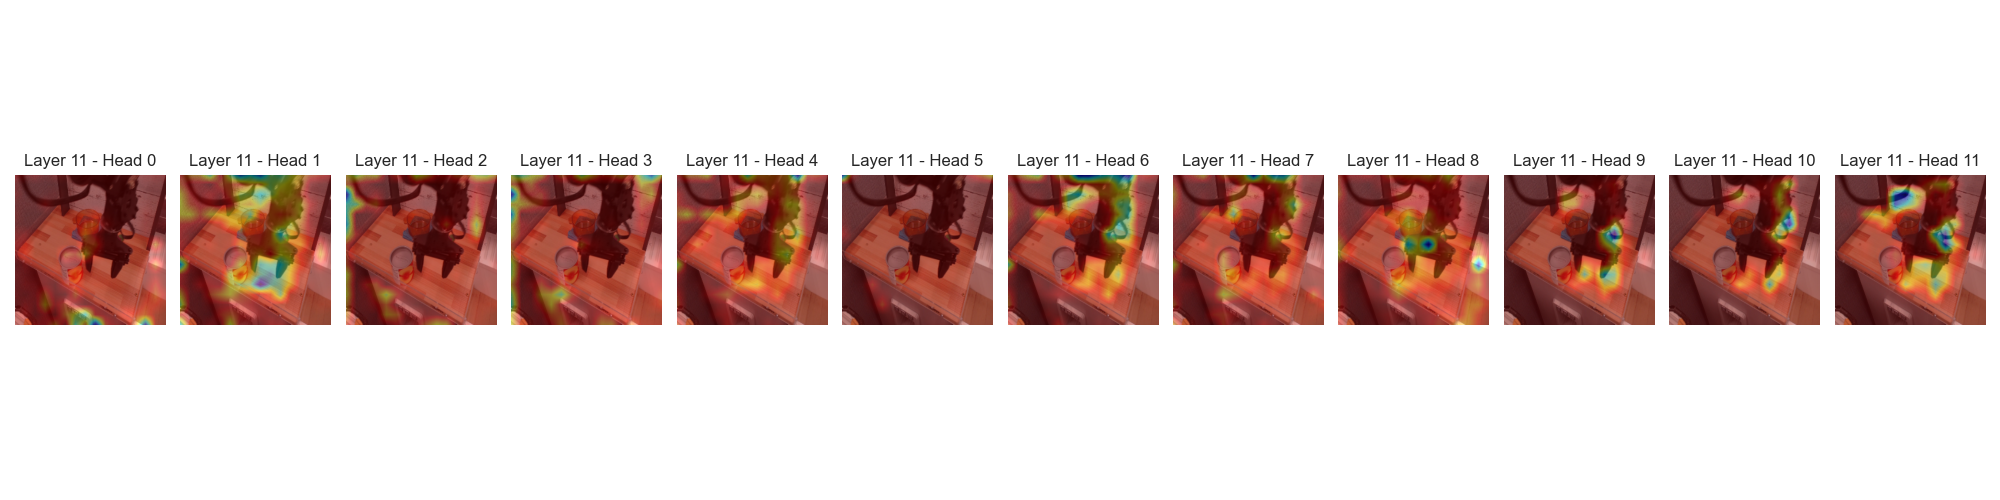 Layer 11 - Head 0
Layer 11 - Head 1
Layer 11 - Head 2
Layer 11 - Head 3
Layer 11 - Head 4
Layer 11 - Head 5
Layer 11 - Head 6
Layer 11 - Head 7
Layer 11 - Head 8
Layer 11 - Head 9
Layer 11 - Head 10
Layer 11 - Head 11